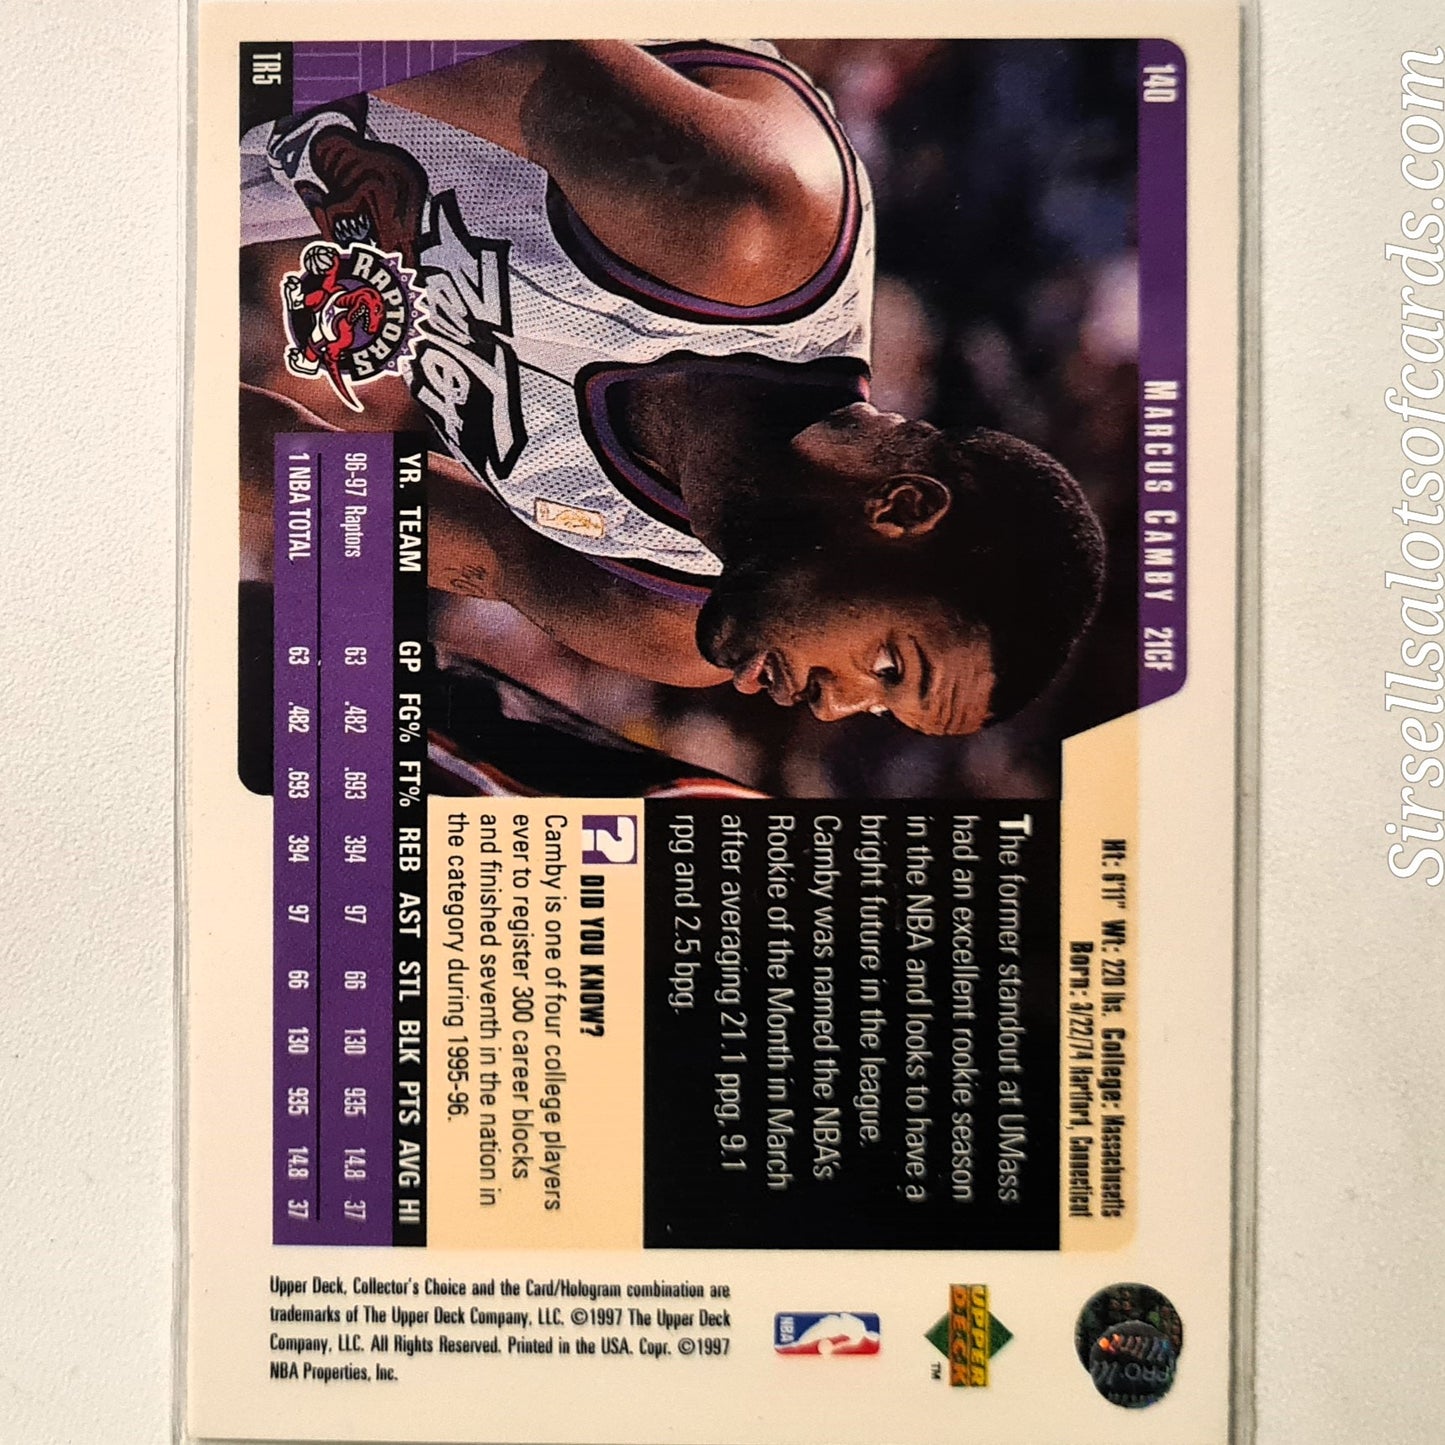 140
MARCUS CAMBY 21CF
Ht: 6'11" Wt: 220 lbs. College: Massachusetts
Born: 3/22/74 Hartford, Connecticut
The former standout at UMass
had an excellent rookie season
in the NBA and looks to have a
bright future in the league.
Camby was named the NBA's
Rookie of the Month in March
after averaging 21.1 ppg, 9.1
rpg and 2.5 bpg.
? DID YOU KNOW?
Camby is one of four college players
ever to register 300 career blocks
and finished seventh in the nation in
the category during 1995-96.
YR. TEAM GP FG% FT% REB AST STL BLK PTS AVG HI
96-97 Raptors 63 .482 .693 394 97 66 130 935 14.8 37
1 NBA TOTAL 63 .482 .693 394 97 66 130 935 14.8 37
TR5
RAPTORS
TORONTO
UPPER
DECK
TM
NBA
Upper Deck, Collector's Choice and the Card/Hologram combination are
trademarks of The Upper Deck Company, LLC. ©1997 The Upper Deck
Company, LLC. All Rights Reserved. Printed in the USA. Copr. ©1997
NBA Properties, Inc.
Sirsellsalotsofcards.com